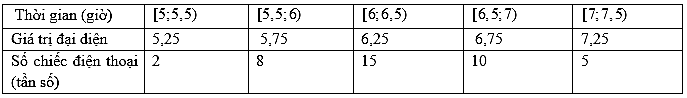 Thời gian (giờ) [5;5,5) [5,5;6) [6;6,5) [6,5;7) [7;7,5)
Giá trị đại diện 5,25 5,75 6,25 6,75 7,25
Số chiếc điện thoại 2 8 15 10 5
(tần số)